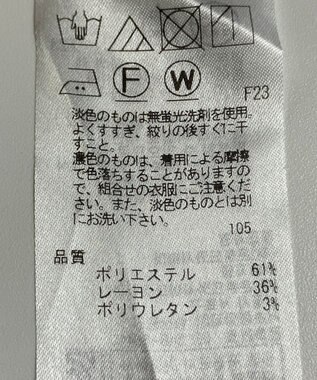 F W F23
淡色のものは無蛍光洗剤を使用。
よくすすぎ、絞りの後すぐに干
すこと。
濃色のものは、着用による摩擦
で色落ちすることがありますの
で、組合せの衣服にご注意くださ
い。また、淡色のものとは別
にお洗い下さい。
105
品質
ポリエステル 61%
レーヨン 36%
ポリウレタン 3%